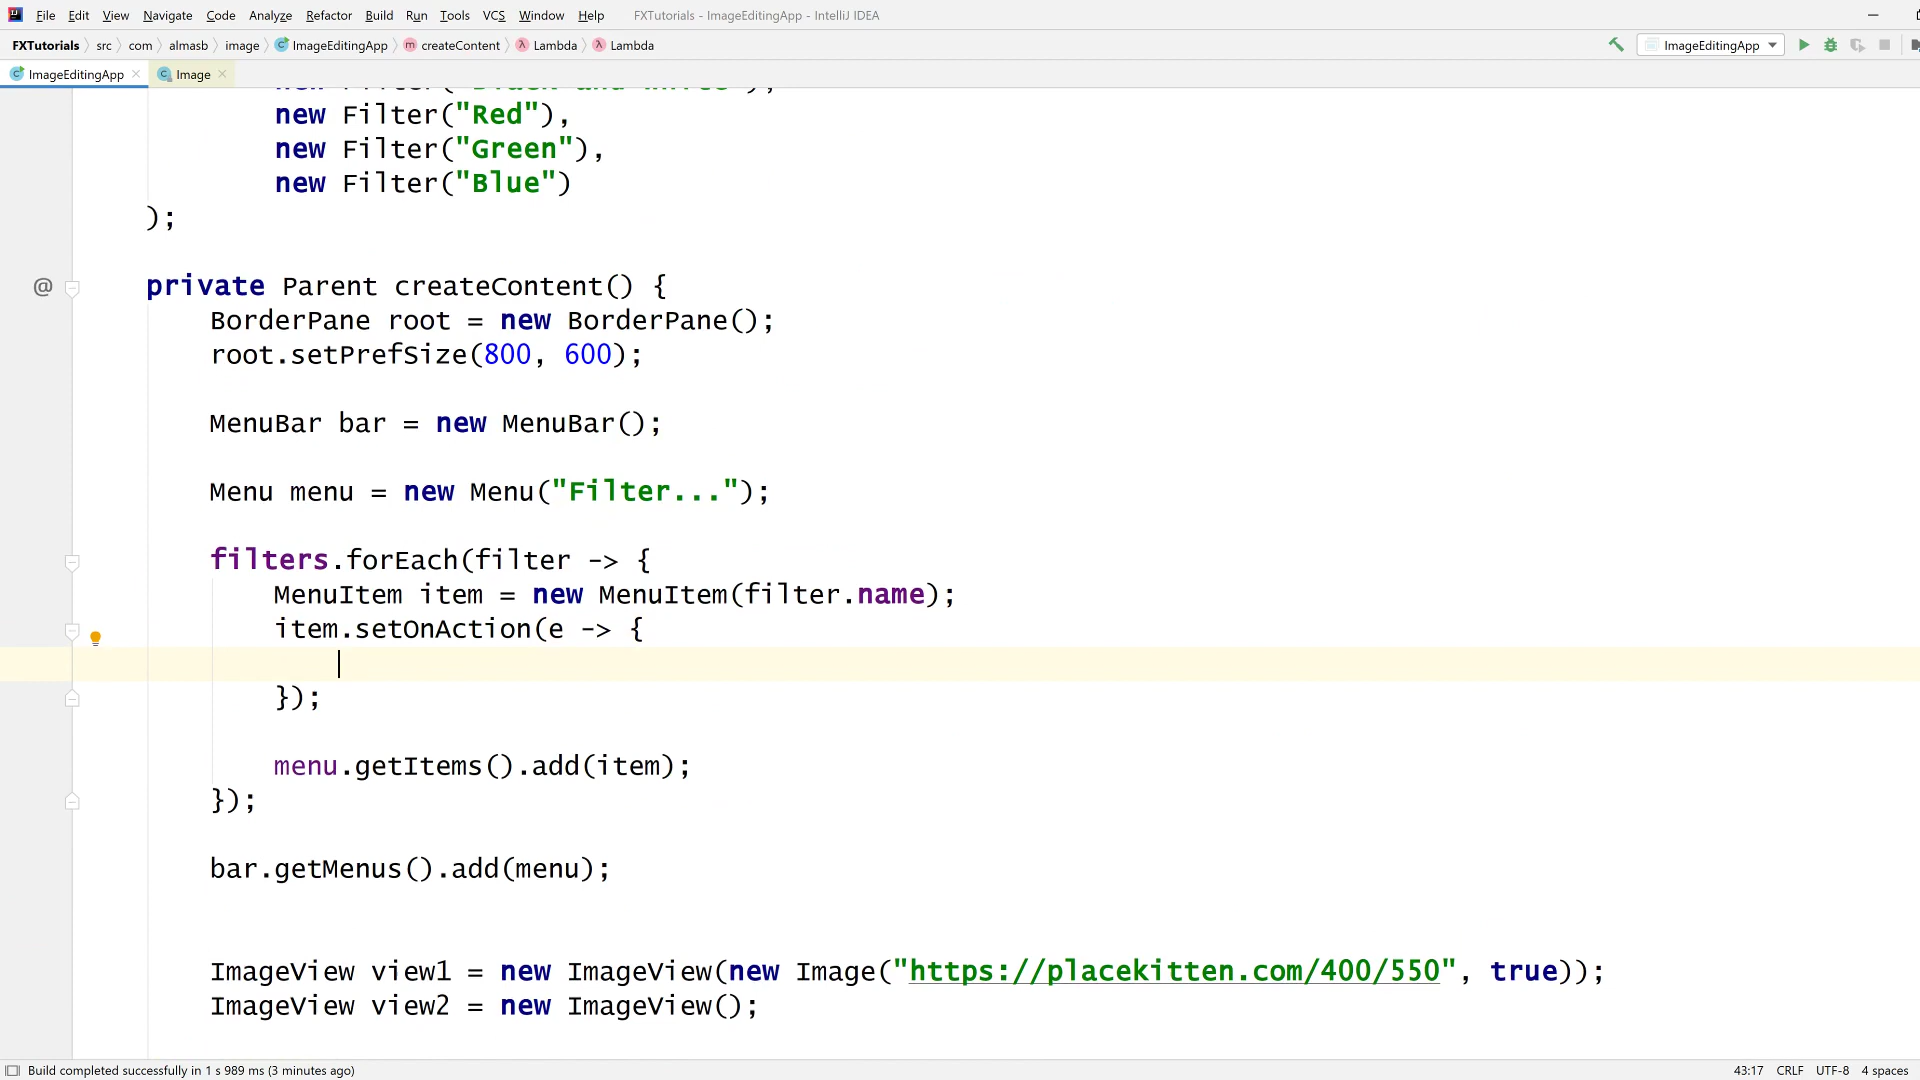 File Edit View Navigate Code Analyze Refactor Build Run Tools VCS Window Help FXTutorials - ImageEditingApp - IntelliJ IDEA
FXTutorials src com almasb image ImageEditingApp createContent Lambda Lambda ImageEditingApp
ImageEditingApp Image
new Filter("Black and White"),
new Filter("Red"),
new Filter("Green"),
new Filter("Blue")
);
private Parent createContent() {
BorderPane root = new BorderPane();
root.setPrefSize(800, 600);
MenuBar bar = new MenuBar();
Menu menu = new Menu("Filter...");
filters.forEach(filter -> {
MenuItem item = new MenuItem(filter.name);
item.setOnAction(e -> {
});
menu.getItems().add(item);
});
bar.getMenus().add(menu);
ImageView view1 = new ImageView(new Image("https://placekitten.com/400/550", true));
ImageView view2 = new ImageView();
Build completed successfully in 1 s 989 ms (3 minutes ago) 43:17 CRLF UTF-8 4 spaces